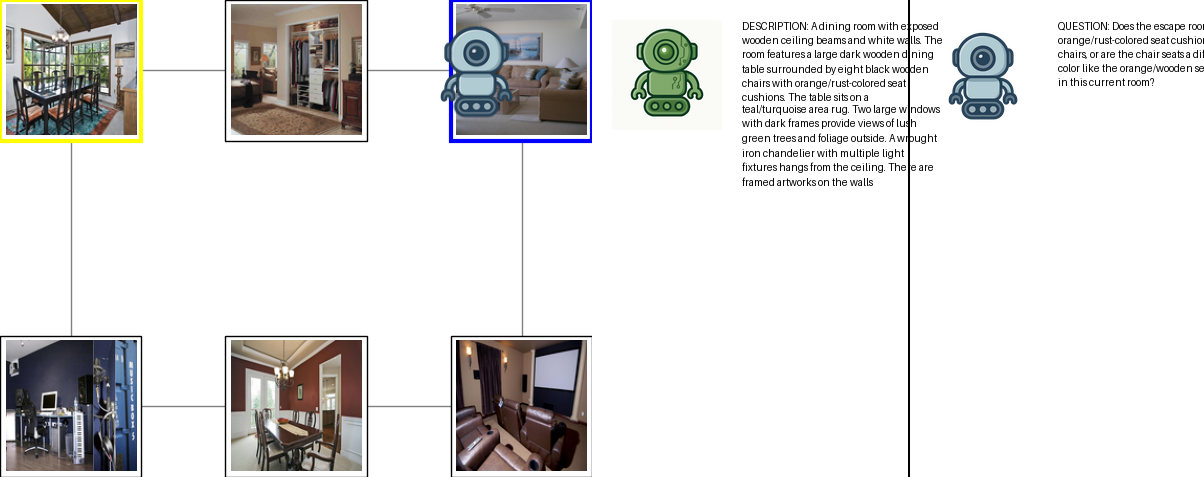 DESCRIPTION: A dining room with exposed
wooden ceiling beams and white walls. The
room features a large dark wooden dining
table surrounded by eight black wooden
chairs with orange/rust-colored seat
cushions. The table sits on a
teal/turquoise area rug. Two large windows
with dark frames provide views of lush
green trees and foliage outside. A wrought
iron chandelier with multiple light
fixtures hangs from the ceiling. There are
framed artworks on the walls
QUESTION: Does the escape roo
orange/rust-colored seat cushion
chairs, or are the chair seats a dif
color like the orange/wooden se
in this current room?
MUSIC BOX 5